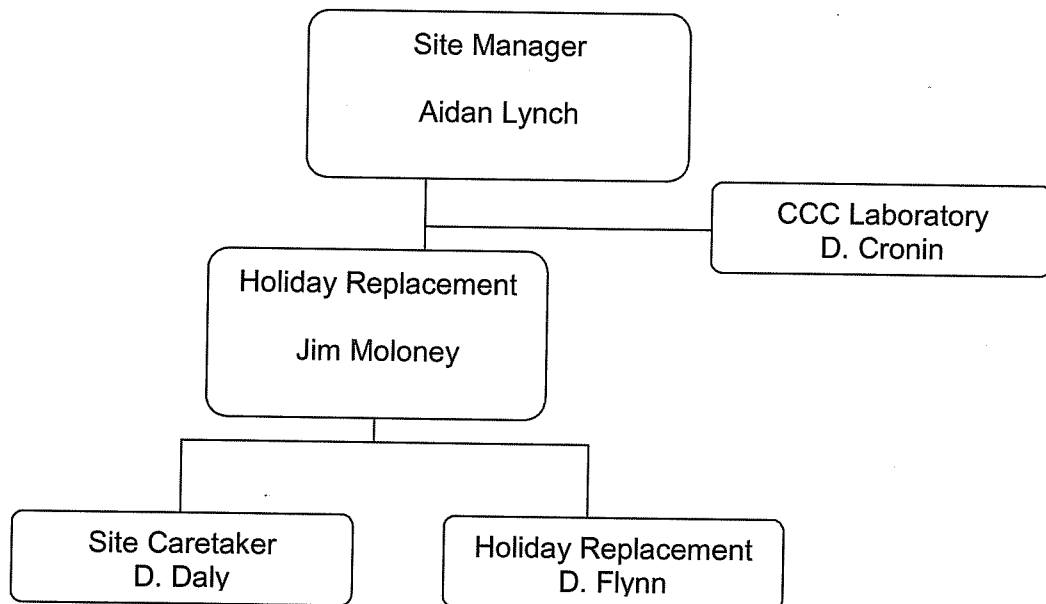 Site Manager
Aidan Lynch
CCC Laboratory
D. Cronin
Holiday Replacement
Jim Moloney
Site Caretaker
D. Daly
Holiday Replacement
D. Flynn